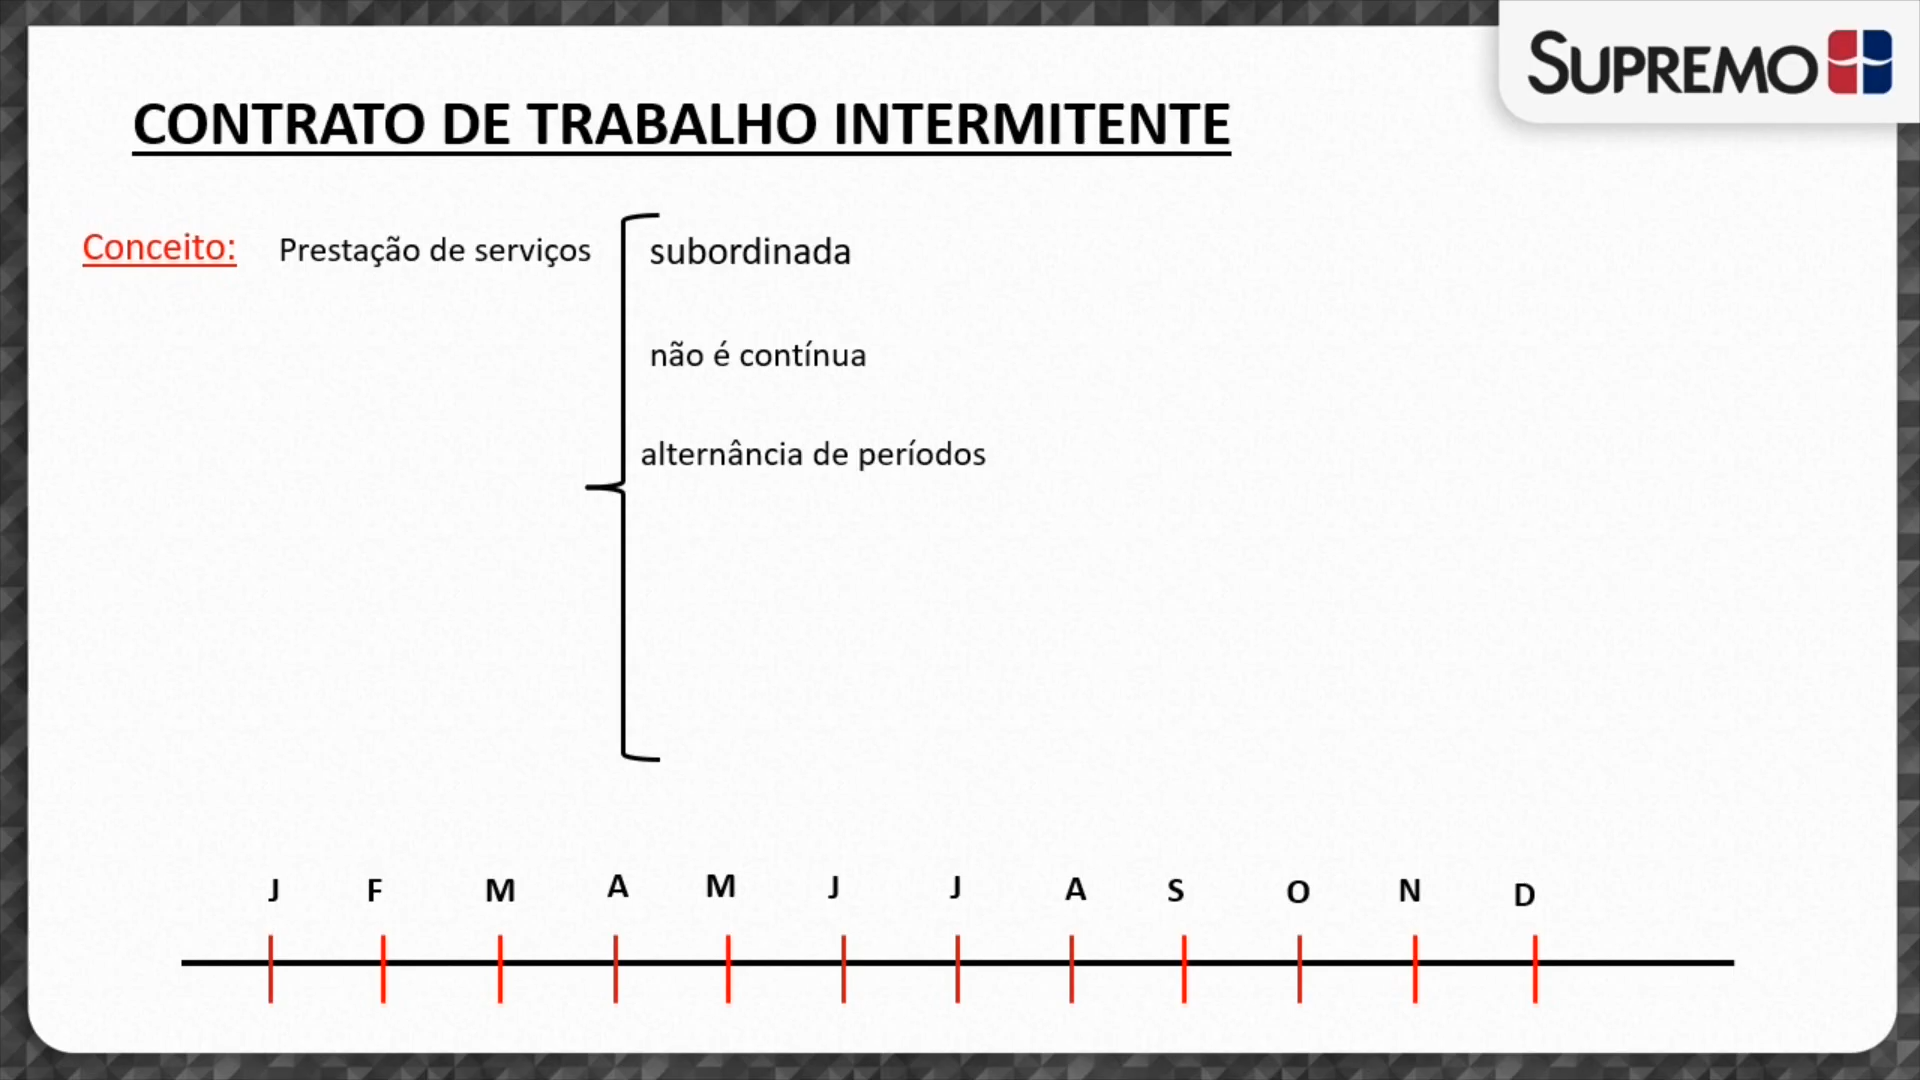 SUPREMO
CONTRATO DE TRABALHO INTERMITENTE
Conceito: Prestação de serviços subordinada
não é contínua
alternância de períodos
J F M A M J J A S O N D